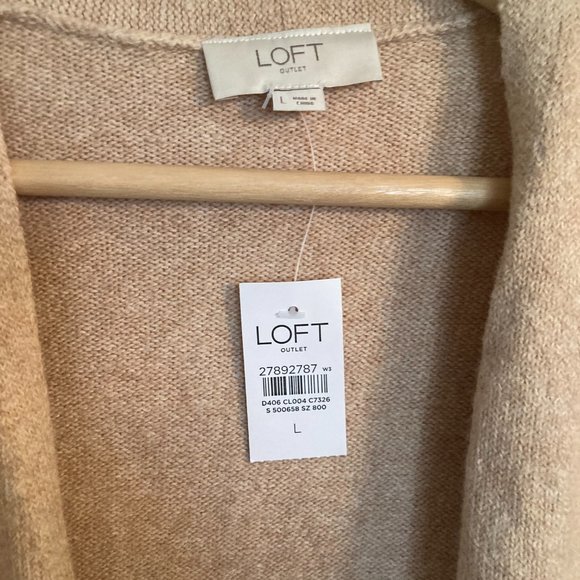 LOFT
OUTLET
L
LOFT
OUTLET
27892787 W3
D406 CL004 C7326
S 500658 SZ 800
L